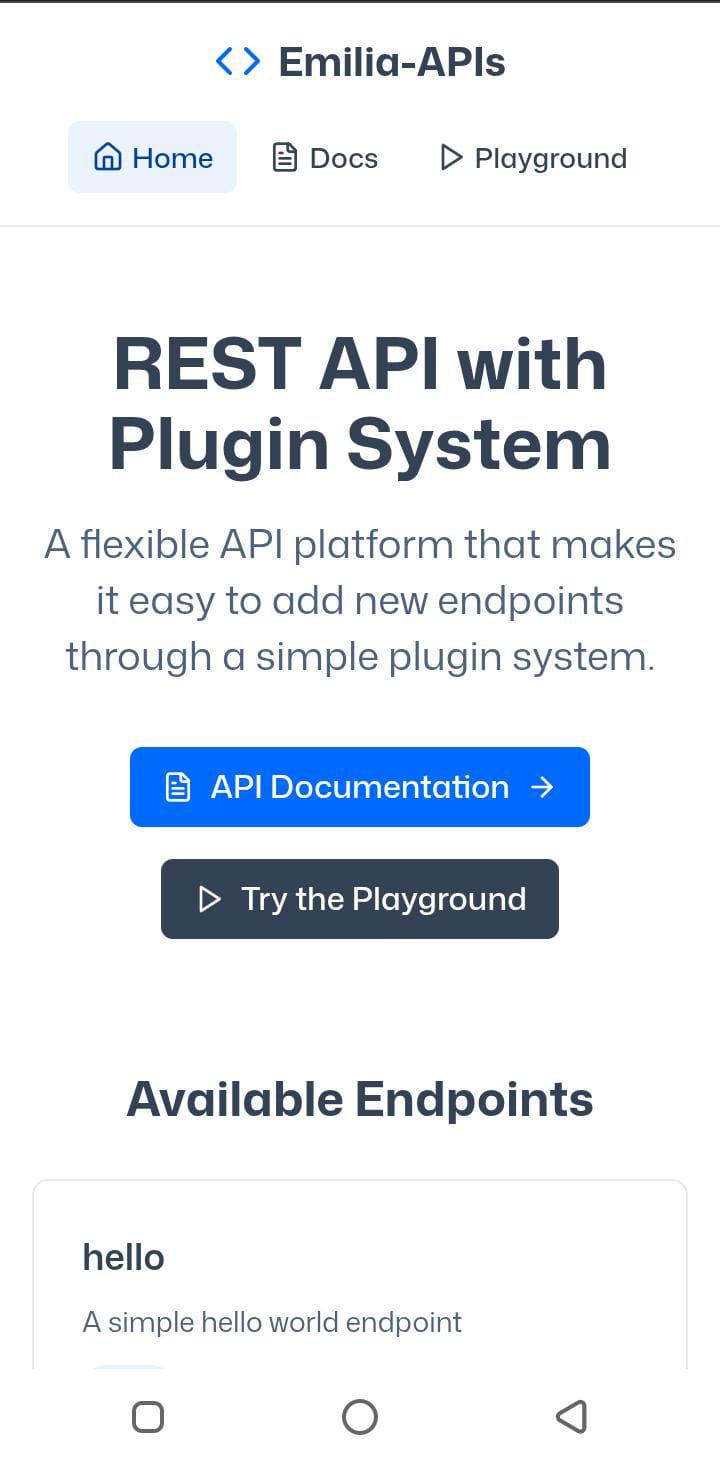 Emilia-APIs
Home Docs Playground
REST API with
Plugin System
A flexible API platform that makes
it easy to add new endpoints
through a simple plugin system.
API Documentation
Try the Playground
Available Endpoints
hello
A simple hello world endpoint